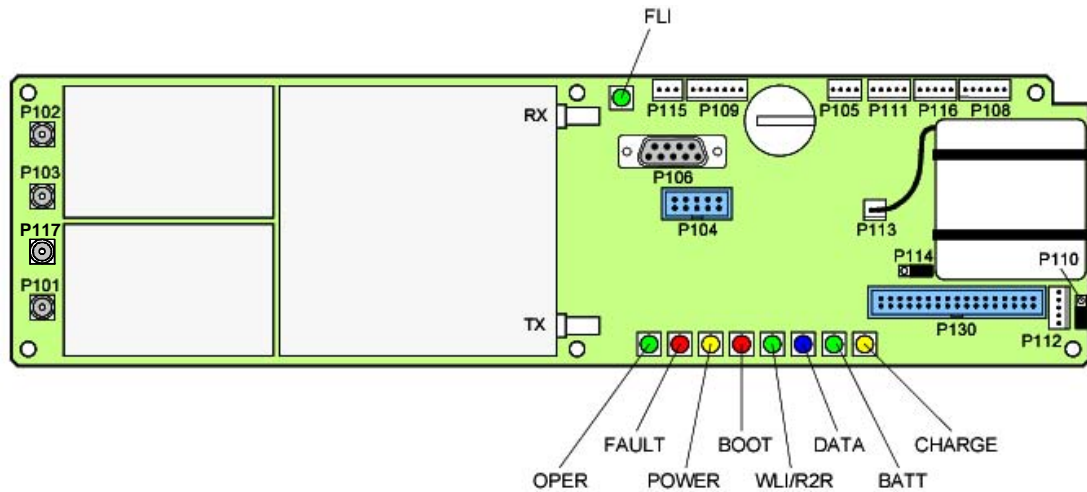 FLI
P102
RX
P115
P109
P105
P111
P116
P108
P103
P106
P117
P104
P113
P114
P110
P101
TX
P130
P112
FAULT
BOOT
DATA
CHARGE
OPER
POWER
WLI/R2R
BATT